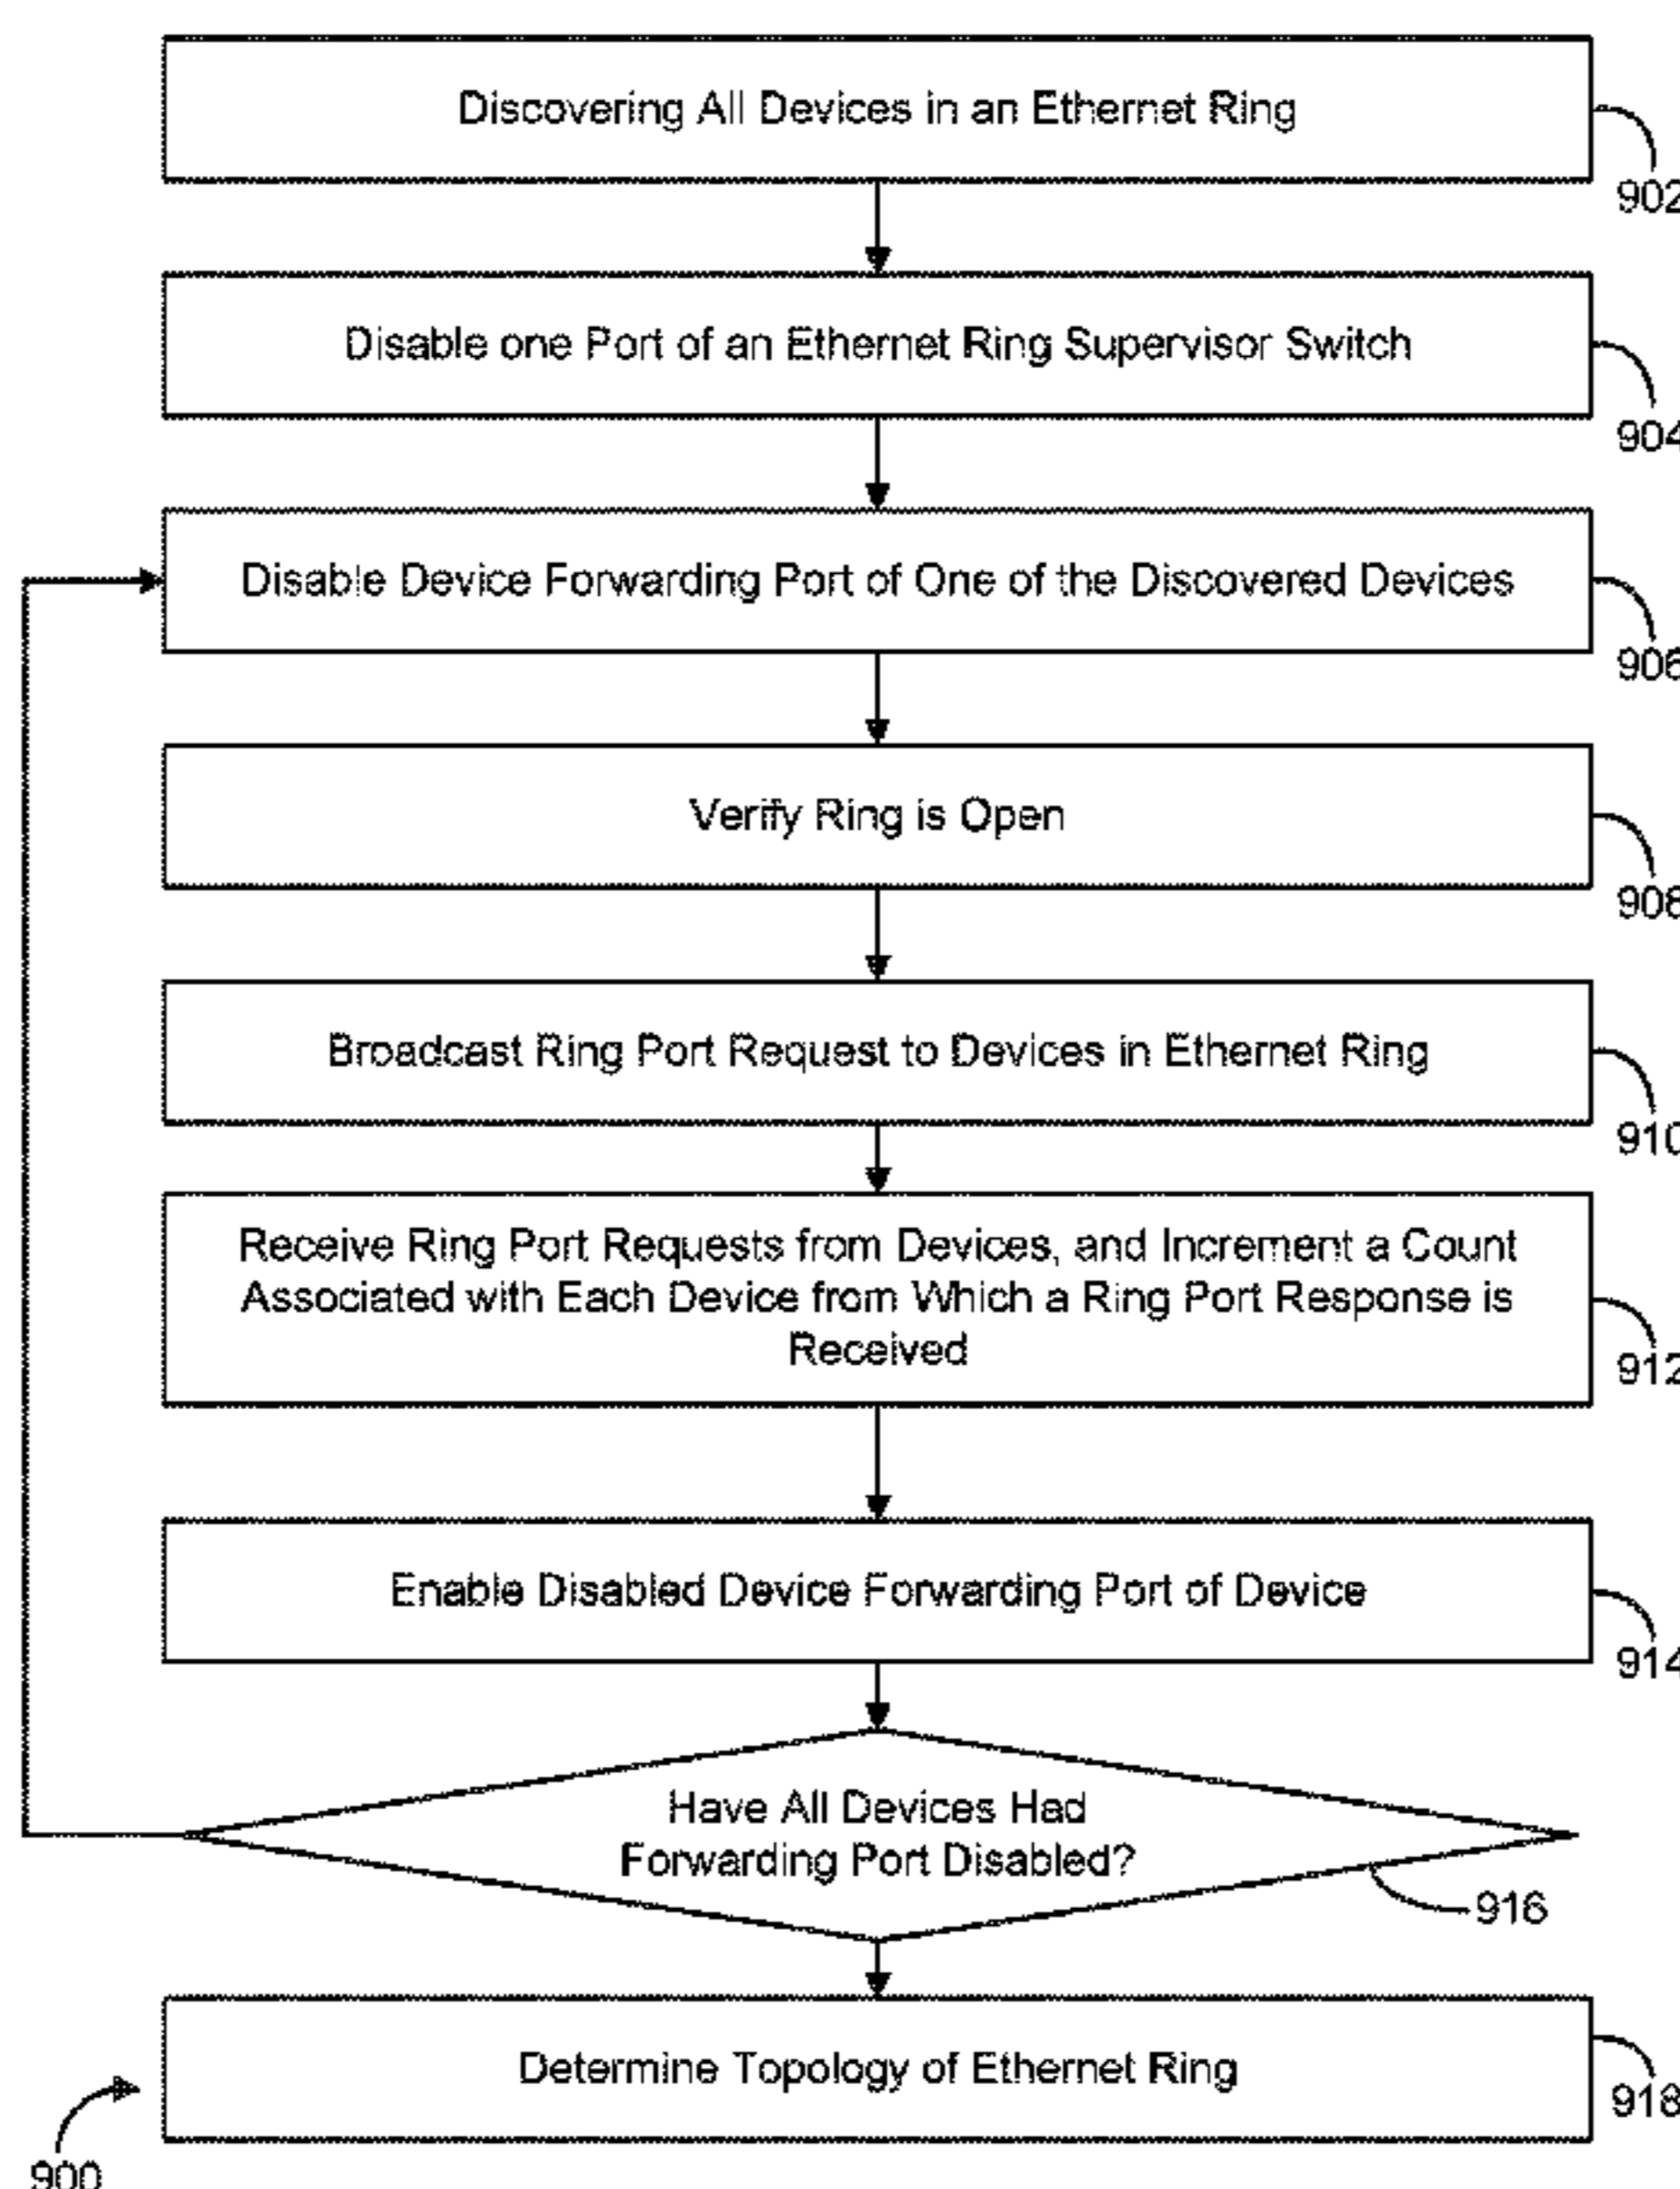 Discovering All Devices in an Ethernet Ring
902
Disable one Port of an Ethernet Ring Supervisor Switch
904
Disable Device Forwarding Port of One of the Discovered Devices
906
Verify Ring is Open
908
Broadcast Ring Port Request to Devices in Ethernet Ring
910
Receive Ring Port Requests from Devices, and Increment a Count
Associated with Each Device from Which a Ring Port Response is
Received
912
Enable Disabled Device Forwarding Port of Device
914
Have All Devices Had
Forwarding Port Disabled?
916
Determine Topology of Ethernet Ring
918
900